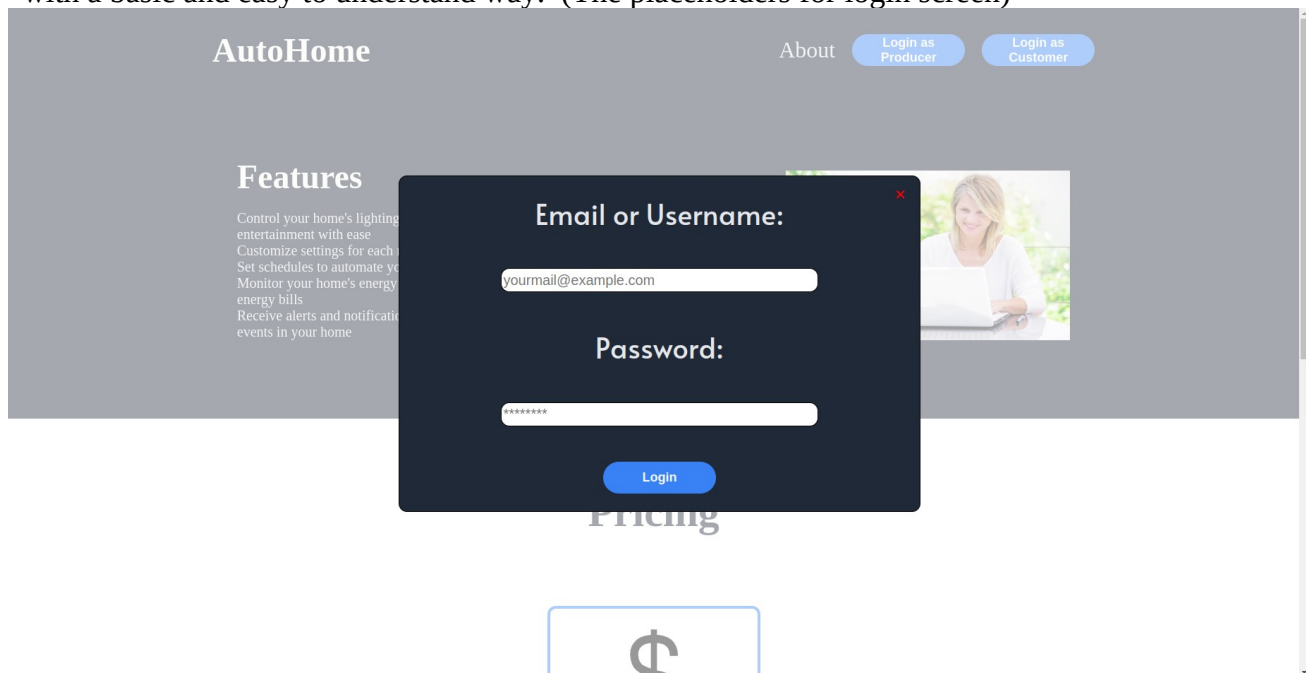 with a basic and easy to understand way. (The placeholders for login screen)
AutoHome
About
Login as
Producer
Login as
Customer
Features
Control your home's lighting
entertainment with ease
Customize settings for each
Set schedules to automate
Monitor your home's energy
energy bills
Receive alerts and
events in your home
×
Email or Username:
yourmail@example.com
Password:
********
Login
Pricing
$